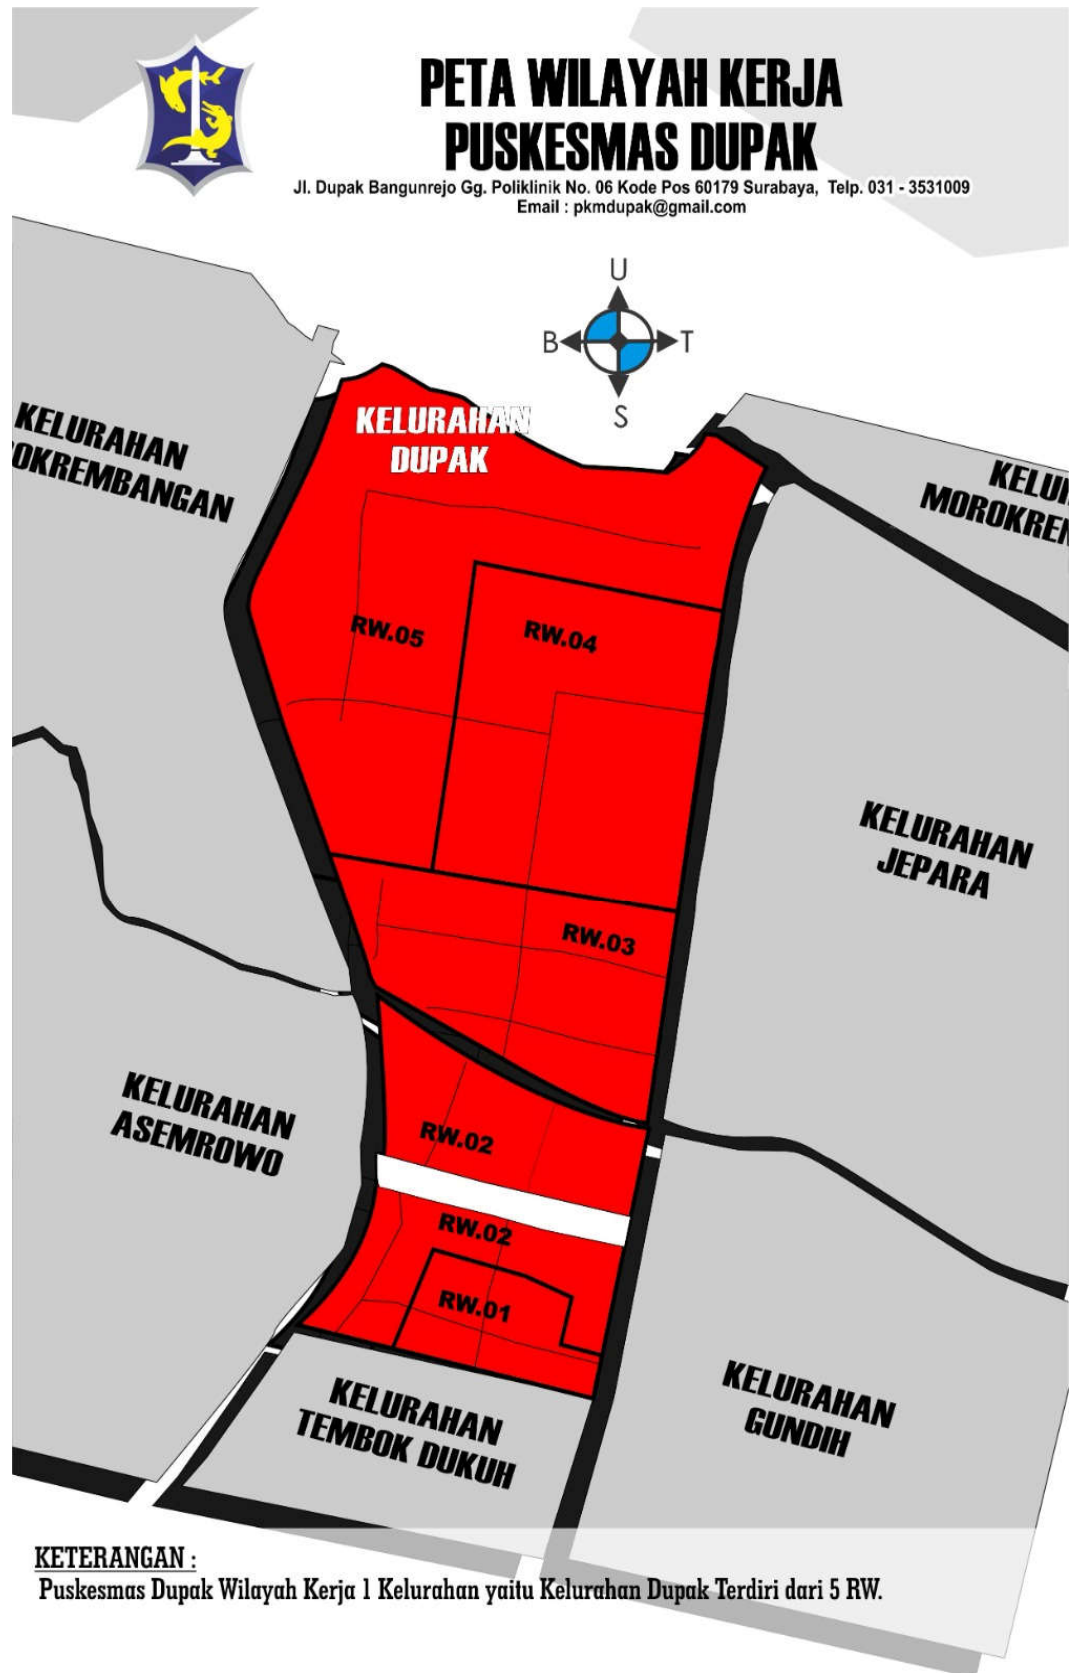 PETA WILAYAH KERJA
PUSKESMAS DUPAK
Jl. Dupak Bangunrejo Gg. Poliklinik No. 06 Kode Pos 60179 Surabaya, Telp. 031 - 3531009
Email : pkmdupak@gmail.com
U
B
T
S
KELURAHAN
DUPAK
KELURAHAN
OKREMBANGAN
KELU
MOROKRE
RW.05
RW.04
KELURAHAN
JEPARA
RW.03
KELURAHAN
ASEMROWO
RW.02
RW.02
RW.01
KELURAHAN
TEMBOK DUKUH
KELURAHAN
GUNDIH
KETERANGAN :
Puskesmas Dupak Wilayah Kerja 1 Kelurahan yaitu Kelurahan Dupak Terdiri dari 5 RW.